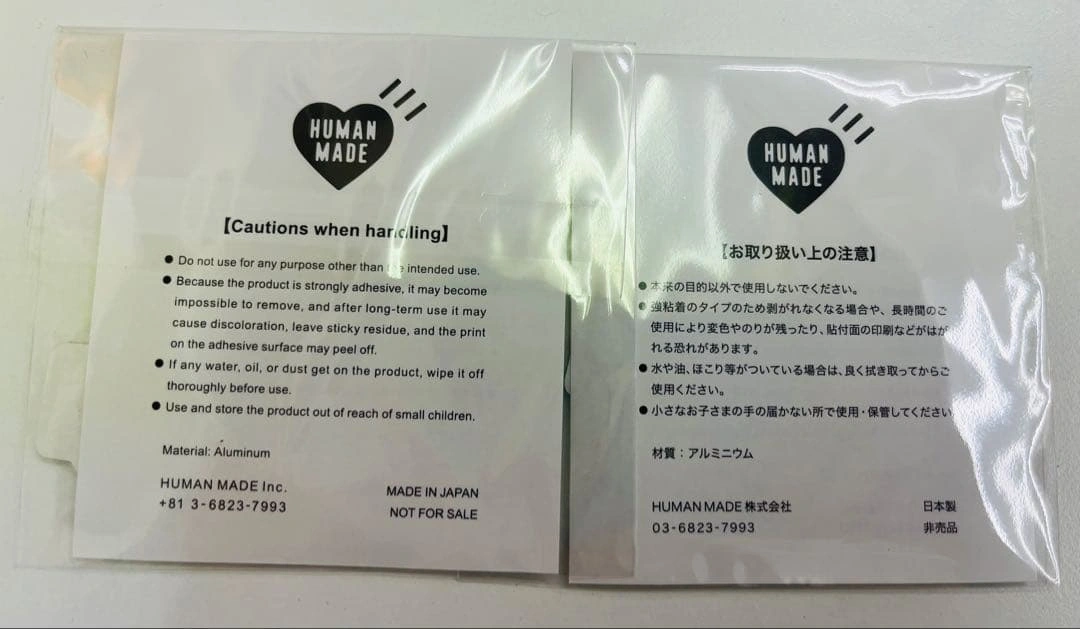 HUMAN
MADE
【Cautions when handling】
● Do not use for any purpose other than the intended use.
● Because the product is strongly adhesive, it may become
impossible to remove, and after long-term use it may
cause discoloration, leave sticky residue, and the print
on the adhesive surface may peel off.
● If any water, oil, or dust get on the product, wipe it off
thoroughly before use.
● Use and store the product out of reach of small children.
Material: Aluminum
HUMAN MADE Inc.
+81 3-6823-7993
MADE IN JAPAN
NOT FOR SALE
HUMAN
MADE
【お取り扱い上の注意】
● 本来の目的以外で使用しないでください。
● 強粘着のタイプのため剥がれなくなる場合や、長時間のご
使用により変色やのりが残ったり、貼付面の印刷などがはが
れる恐れがあります。
● 水や油、ほこり等がついている場合は、良く拭き取ってからご
使用ください。
● 小さなお子さまの手の届かない所で使用・保管してください
材質：アルミニウム
HUMAN MADE 株式会社
03-6823-7993
日本製
非売品